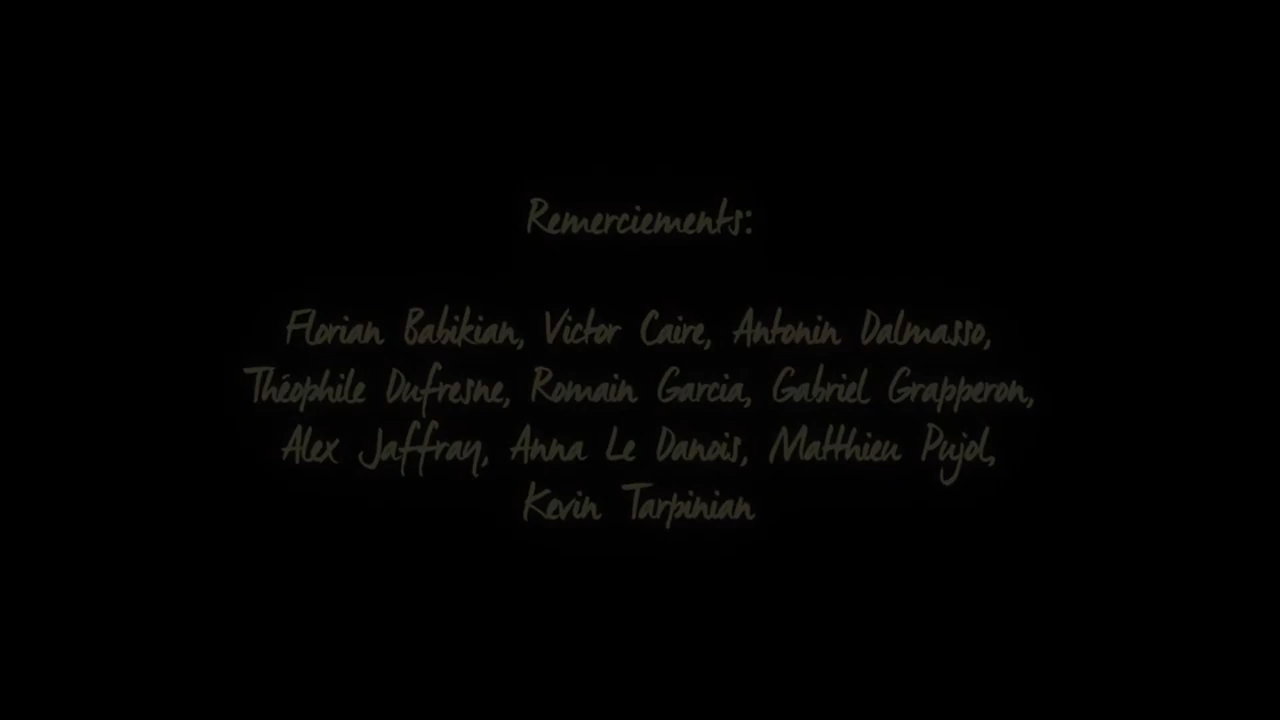 Remerciements:
Florian Babikian, Victor Caire, Antonin Dalmasso,
Théophile Dufresne, Romain Garcia, Gabriel Grapperon,
Alex Jaffray, Anna Le Danois, Matthieu Pujol,
Kevin Tarpinian